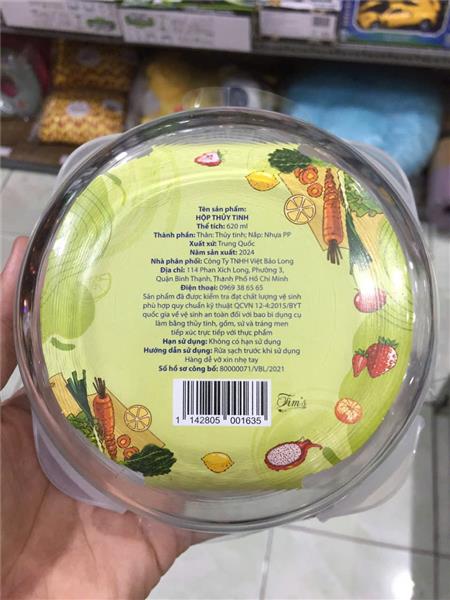 Tên sản phẩm:
HỘP THỦY TINH
Thể tích: 620 ml
Thành phần: Thân: Thủy tinh; Nắp: Nhựa PP
Xuất xứ: Trung Quốc
Năm sản xuất: 2024
Nhà phân phối: Công Ty TNHH Việt Bảo Long
Địa chỉ: 114 Phan Xích Long, Phường 3,
Quận Bình Thạnh, Thành Phố Hồ Chí Minh
Điện thoại: 0969 38 65 65
Sản phẩm đã được kiểm tra đạt chất lượng vệ sinh
phù hợp quy chuẩn kỹ thuật QCVN 12-4:2015/BYT
quốc gia về vệ sinh an toàn đối với bao bì dụng cụ
làm bằng thủy tinh, gốm, sứ và tráng men
tiếp xúc trực tiếp với thực phẩm
Hạn sử dụng: Không có hạn sử dụng
Hướng dẫn sử dụng: Rửa sạch trước khi sử dụng
Hàng dễ vỡ xin nhẹ tay
Số hồ sơ công bố: 80000071/VBL/2021
1 142805 001635
Tim's